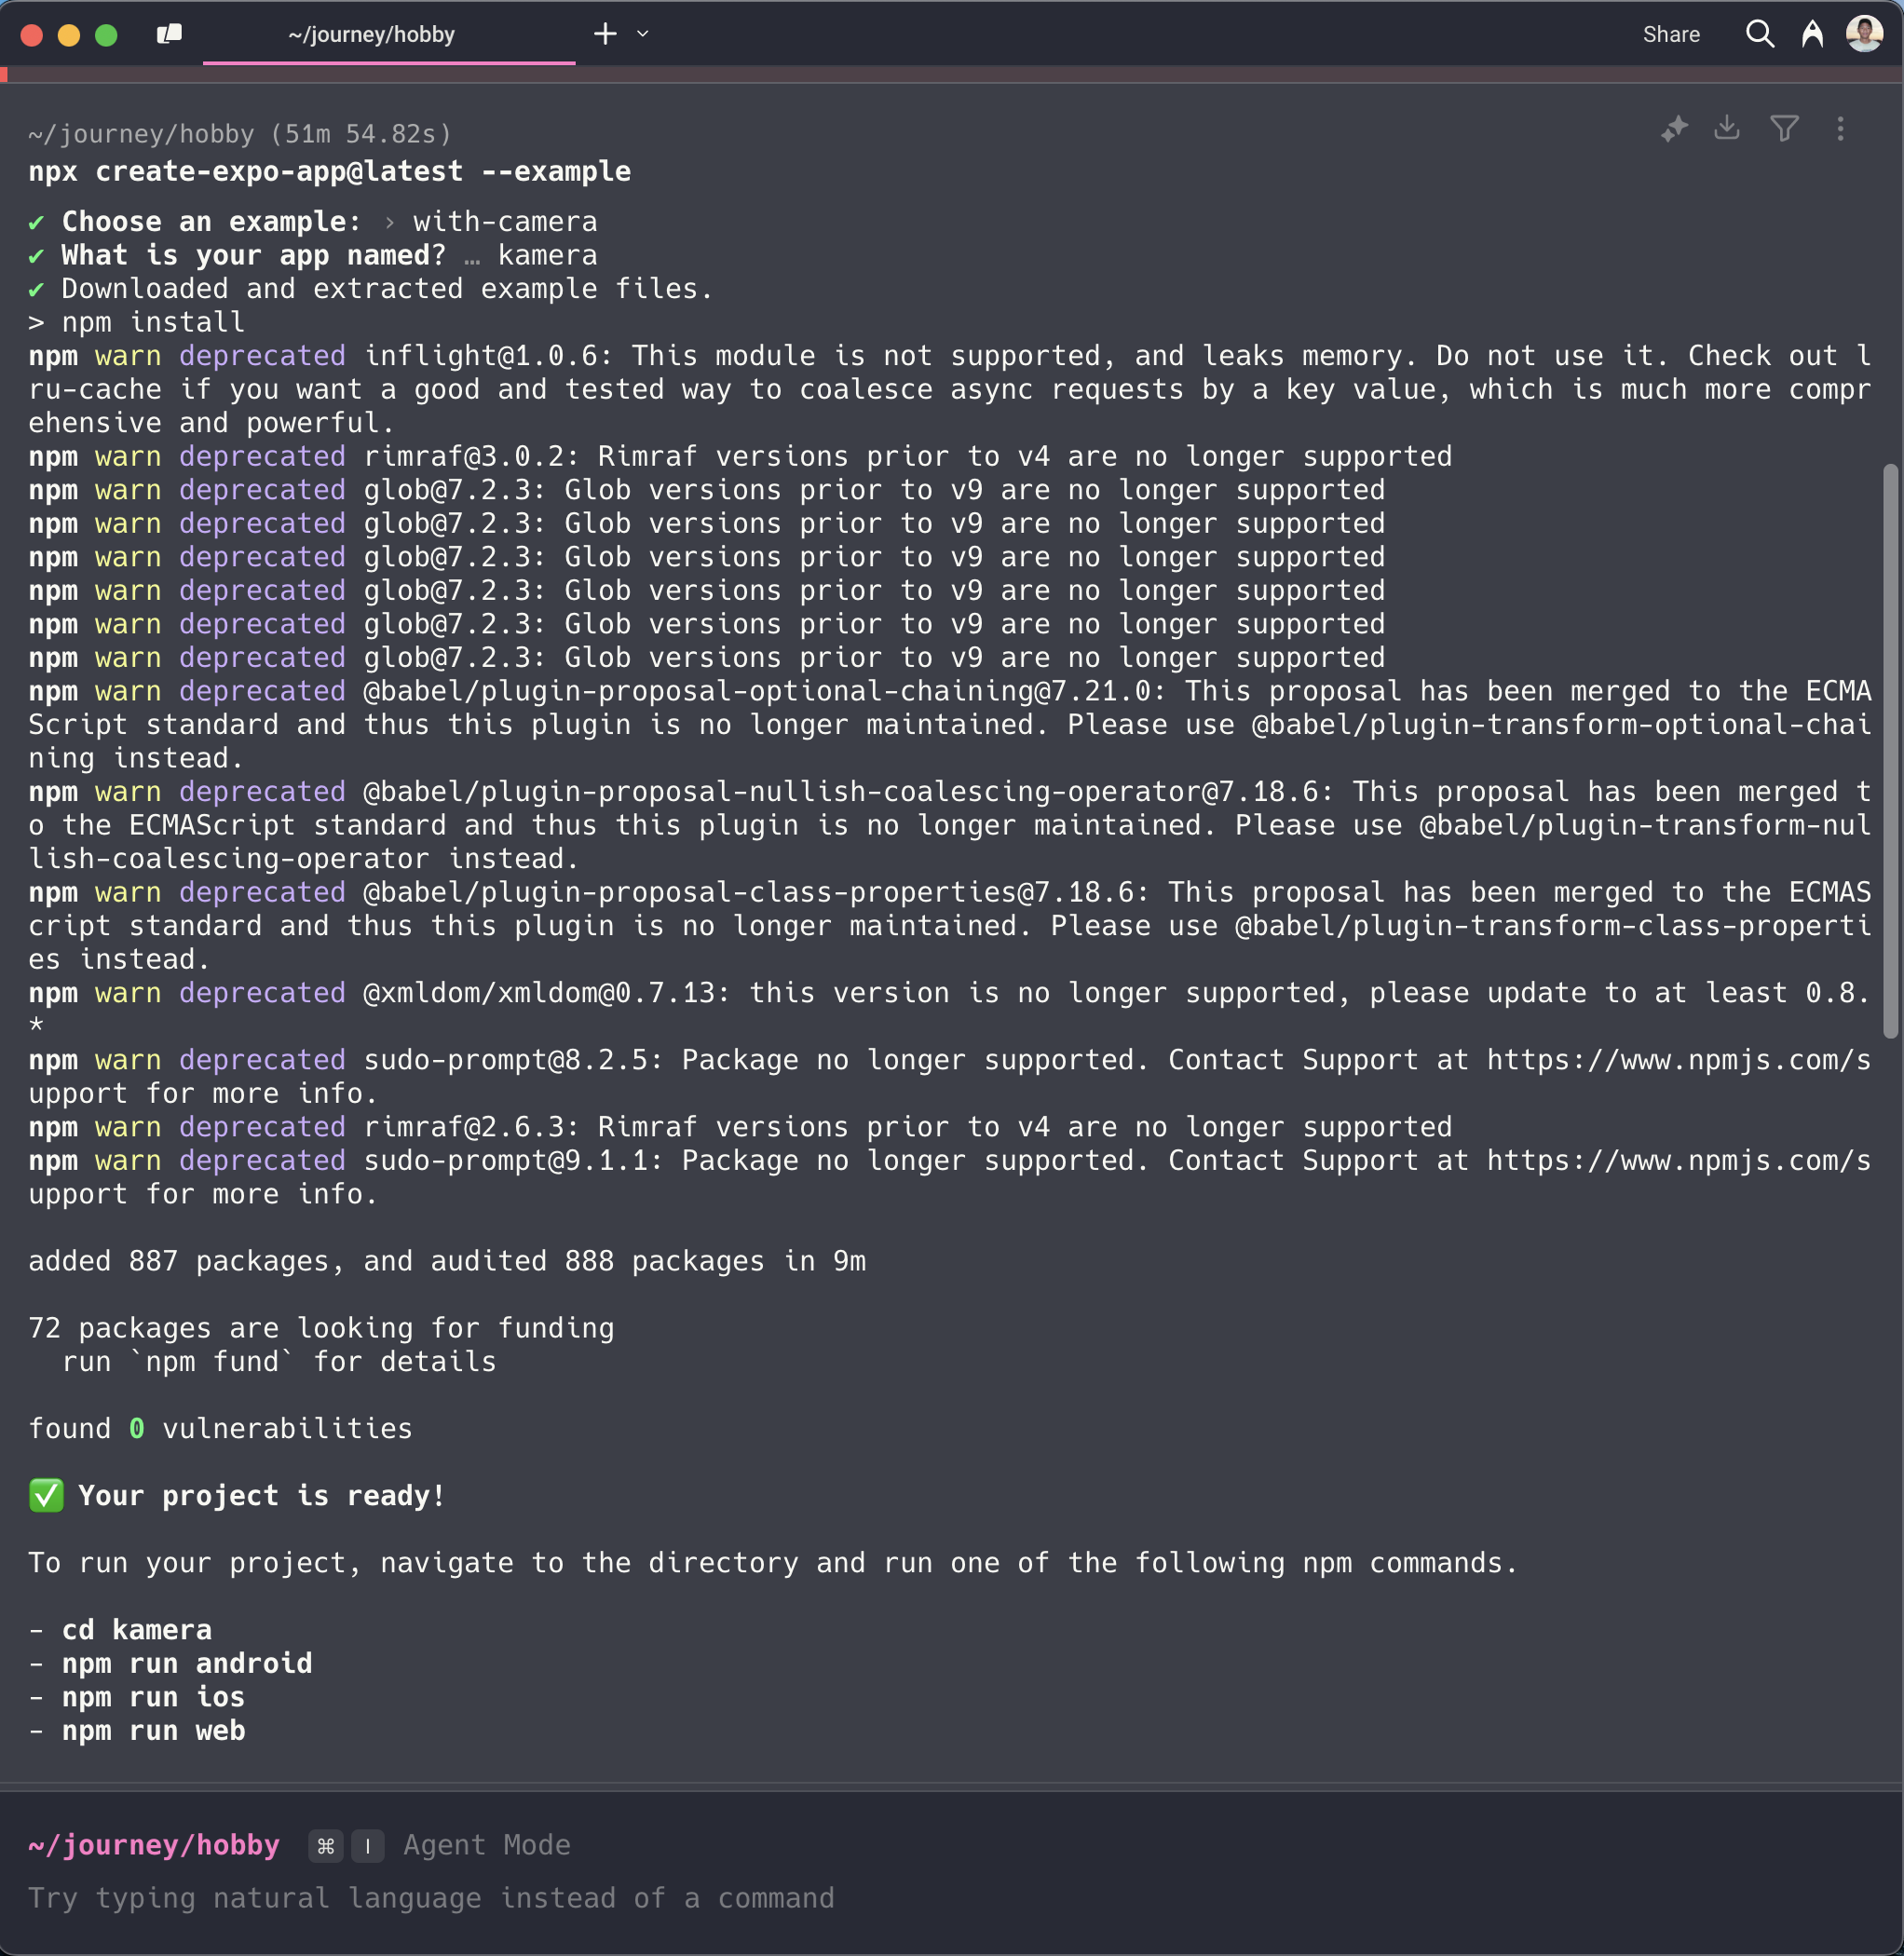 ~/journey/hobby
Share
~/journey/hobby (51m 54.82s)
npx create-expo-app@latest --example
✔ Choose an example: › with-camera
✔ What is your app named? … kamera
✔ Downloaded and extracted example files.
> npm install
npm warn deprecated inflight@1.0.6: This module is not supported, and leaks memory. Do not use it. Check out l
ru-cache if you want a good and tested way to coalesce async requests by a key value, which is much more compr
ehensive and powerful.
npm warn deprecated rimraf@3.0.2: Rimraf versions prior to v4 are no longer supported
npm warn deprecated glob@7.2.3: Glob versions prior to v9 are no longer supported
npm warn deprecated glob@7.2.3: Glob versions prior to v9 are no longer supported
npm warn deprecated glob@7.2.3: Glob versions prior to v9 are no longer supported
npm warn deprecated glob@7.2.3: Glob versions prior to v9 are no longer supported
npm warn deprecated glob@7.2.3: Glob versions prior to v9 are no longer supported
npm warn deprecated glob@7.2.3: Glob versions prior to v9 are no longer supported
npm warn deprecated @babel/plugin-proposal-optional-chaining@7.21.0: This proposal has been merged to the ECMA
Script standard and thus this plugin is no longer maintained. Please use @babel/plugin-transform-optional-chai
ning instead.
npm warn deprecated @babel/plugin-proposal-nullish-coalescing-operator@7.18.6: This proposal has been merged t
o the ECMAScript standard and thus this plugin is no longer maintained. Please use @babel/plugin-transform-nul
lish-coalescing-operator instead.
npm warn deprecated @babel/plugin-proposal-class-properties@7.18.6: This proposal has been merged to the ECMAS
cript standard and thus this plugin is no longer maintained. Please use @babel/plugin-transform-class-properti
es instead.
npm warn deprecated @xmldom/xmldom@0.7.13: this version is no longer supported, please update to at least 0.8.
*
npm warn deprecated sudo-prompt@8.2.5: Package no longer supported. Contact Support at https://www.npmjs.com/s
upport for more info.
npm warn deprecated rimraf@2.6.3: Rimraf versions prior to v4 are no longer supported
npm warn deprecated sudo-prompt@9.1.1: Package no longer supported. Contact Support at https://www.npmjs.com/s
upport for more info.
added 887 packages, and audited 888 packages in 9m
72 packages are looking for funding
  run `npm fund` for details
found 0 vulnerabilities
✅ Your project is ready!
To run your project, navigate to the directory and run one of the following npm commands.
- cd kamera
- npm run android
- npm run ios
- npm run web
~/journey/hobby ⌘ I Agent Mode
Try typing natural language instead of a command